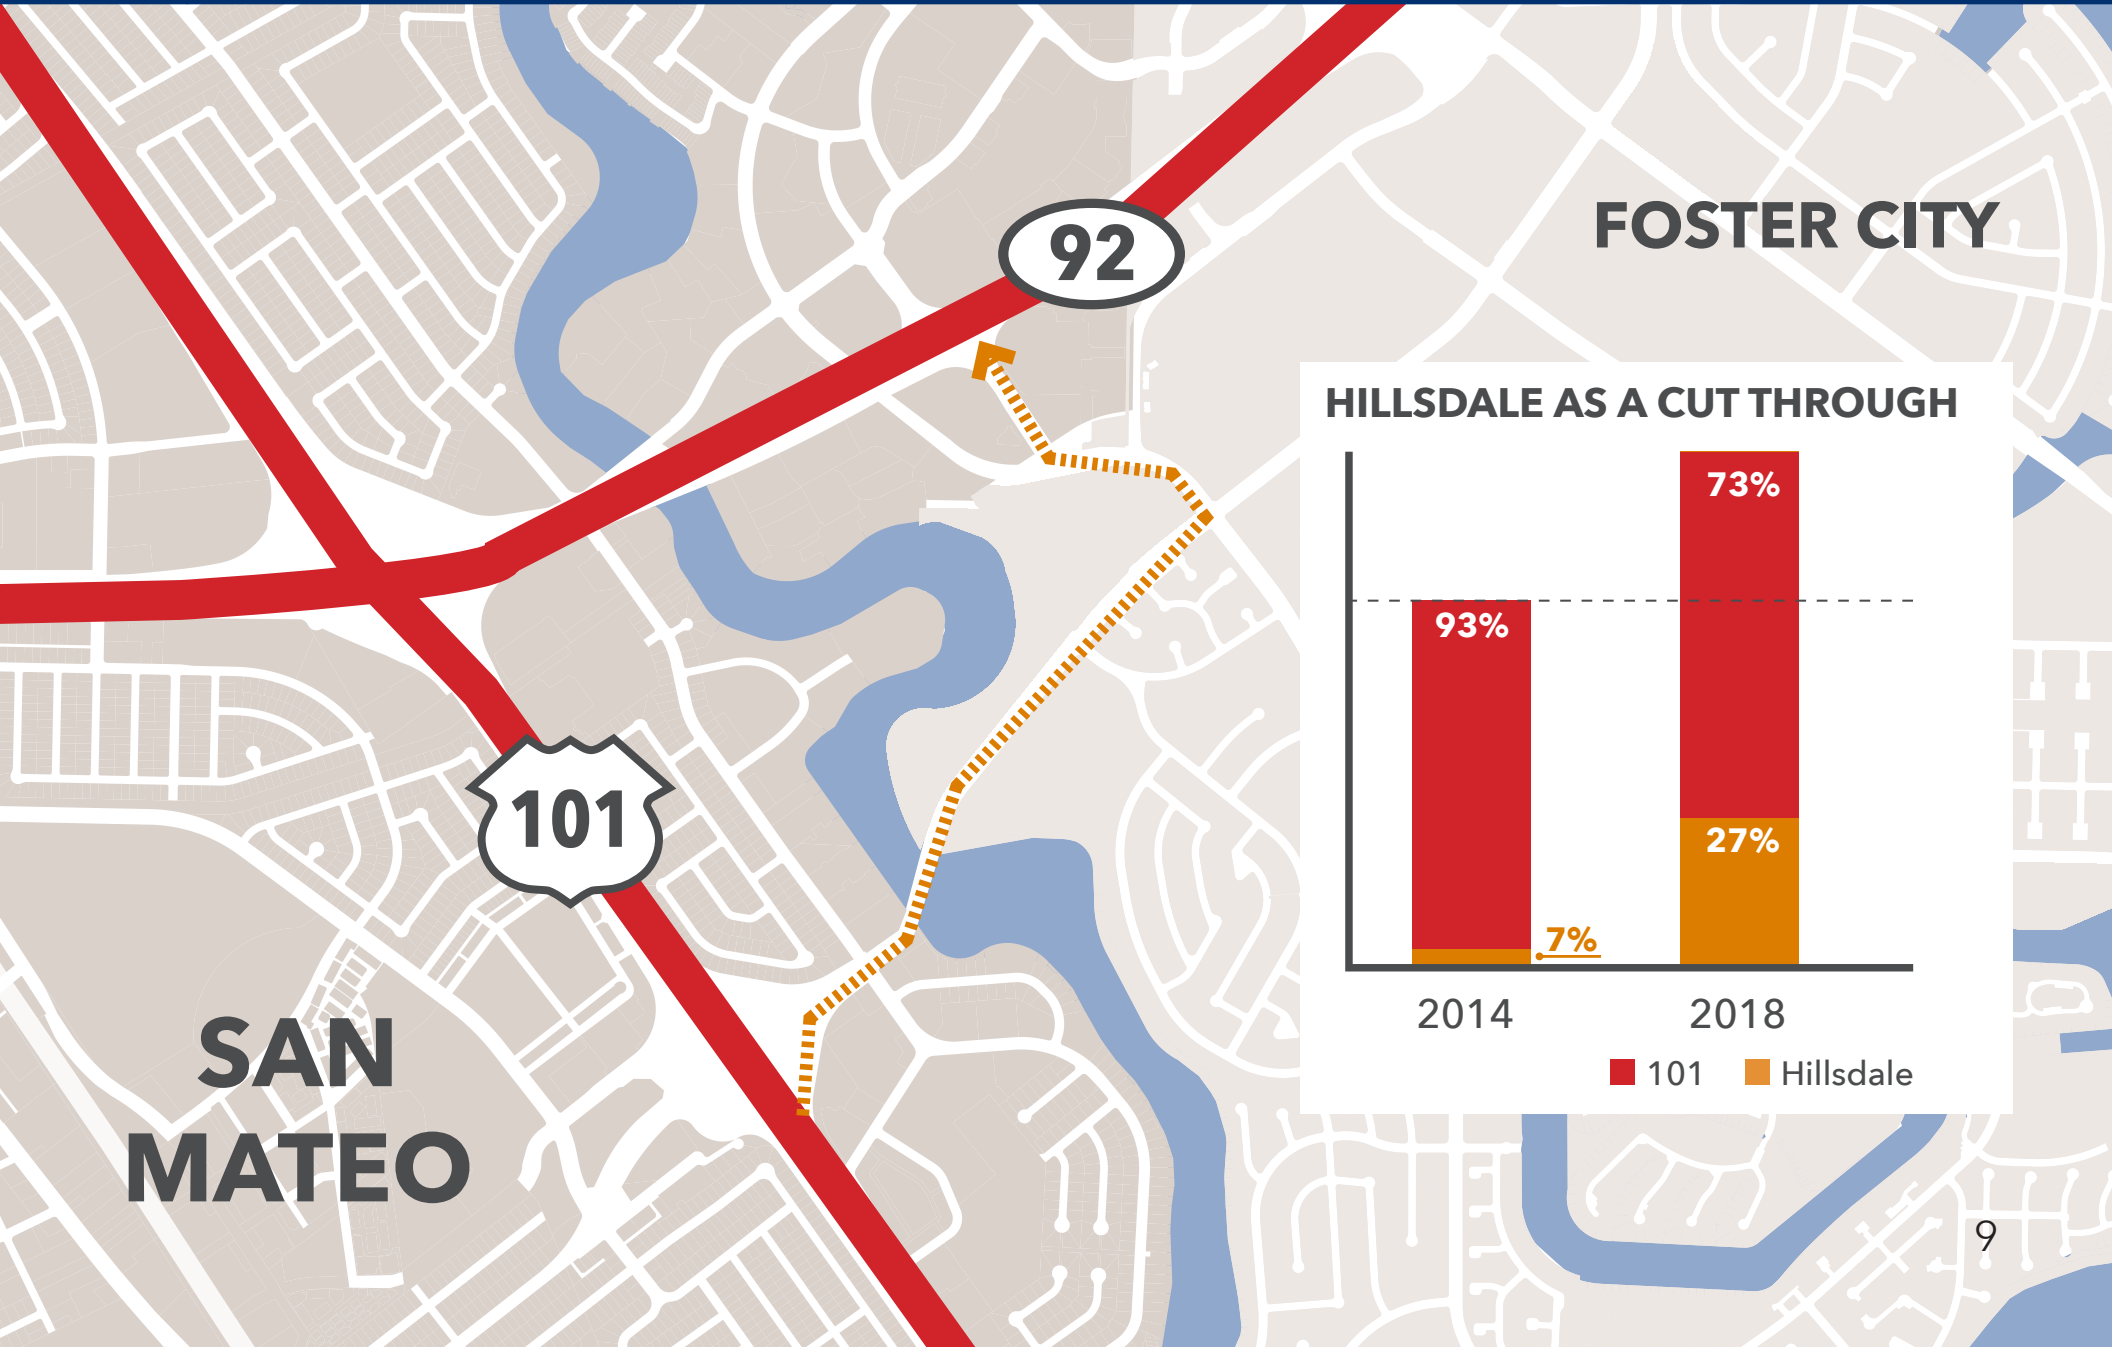 92
FOSTER CITY
HILLSDALE AS A CUT THROUGH
73%
93%
27%
7%
2014 2018
101 Hillsdale
101
SAN
MATEO
9